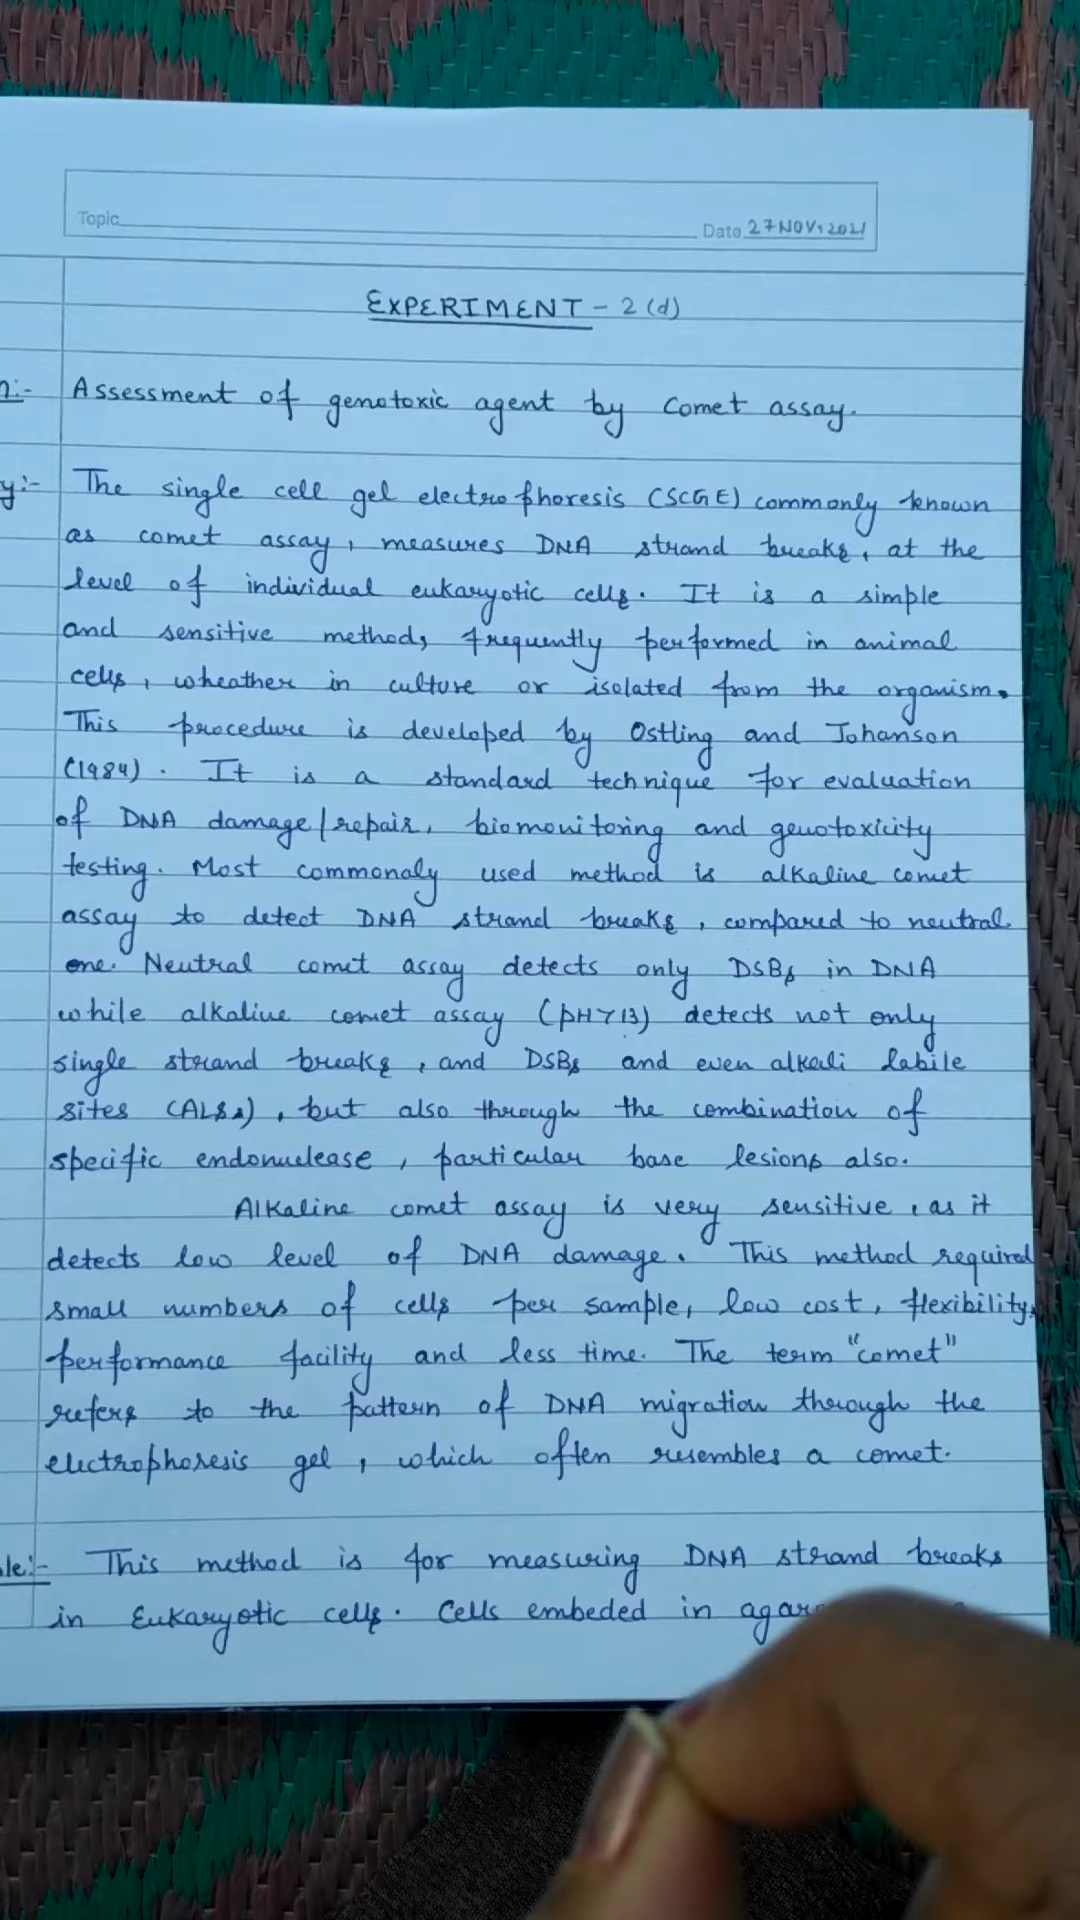 Topic
Date 27 NOV, 2021
EXPERIMENT - 2 (d)
Assessment of genotoxic agent by Comet assay.
y:- The single cell gel electrophoresis (SCGE) commonly known
as comet assay, measures DNA strand breaks, at the
level of individual eukaryotic cells. It is a simple
and sensitive method, frequently performed in animal
cells, wheather in culture or isolated from the organism.
This procedure is developed by Ostling and Johanson
(1984). It is a standard technique for evaluation
of DNA damage/repair, biomonitoring and genotoxicity
testing. Most commonaly used method is alkaline comet
assay to detect DNA strand breaks, compared to neutral
one. Neutral comet assay detects only DSBs in DNA
while alkaline comet assay (pH>13) detects not only
single strand breaks, and DSBs and even alkali labile
sites (ALSs), but also through the combination of
specific endonuclease, particular base lesions also.
Alkaline comet assay is very sensitive, as it
detects low level of DNA damage. This method required
small numbers of cells per sample, low cost, flexibility,
performance facility and less time. The term "comet"
refers to the pattern of DNA migration through the
electrophoresis gel, which often resembles a comet.
le:- This method is for measuring DNA strand breaks
in Eukaryotic cells. Cells embeded in